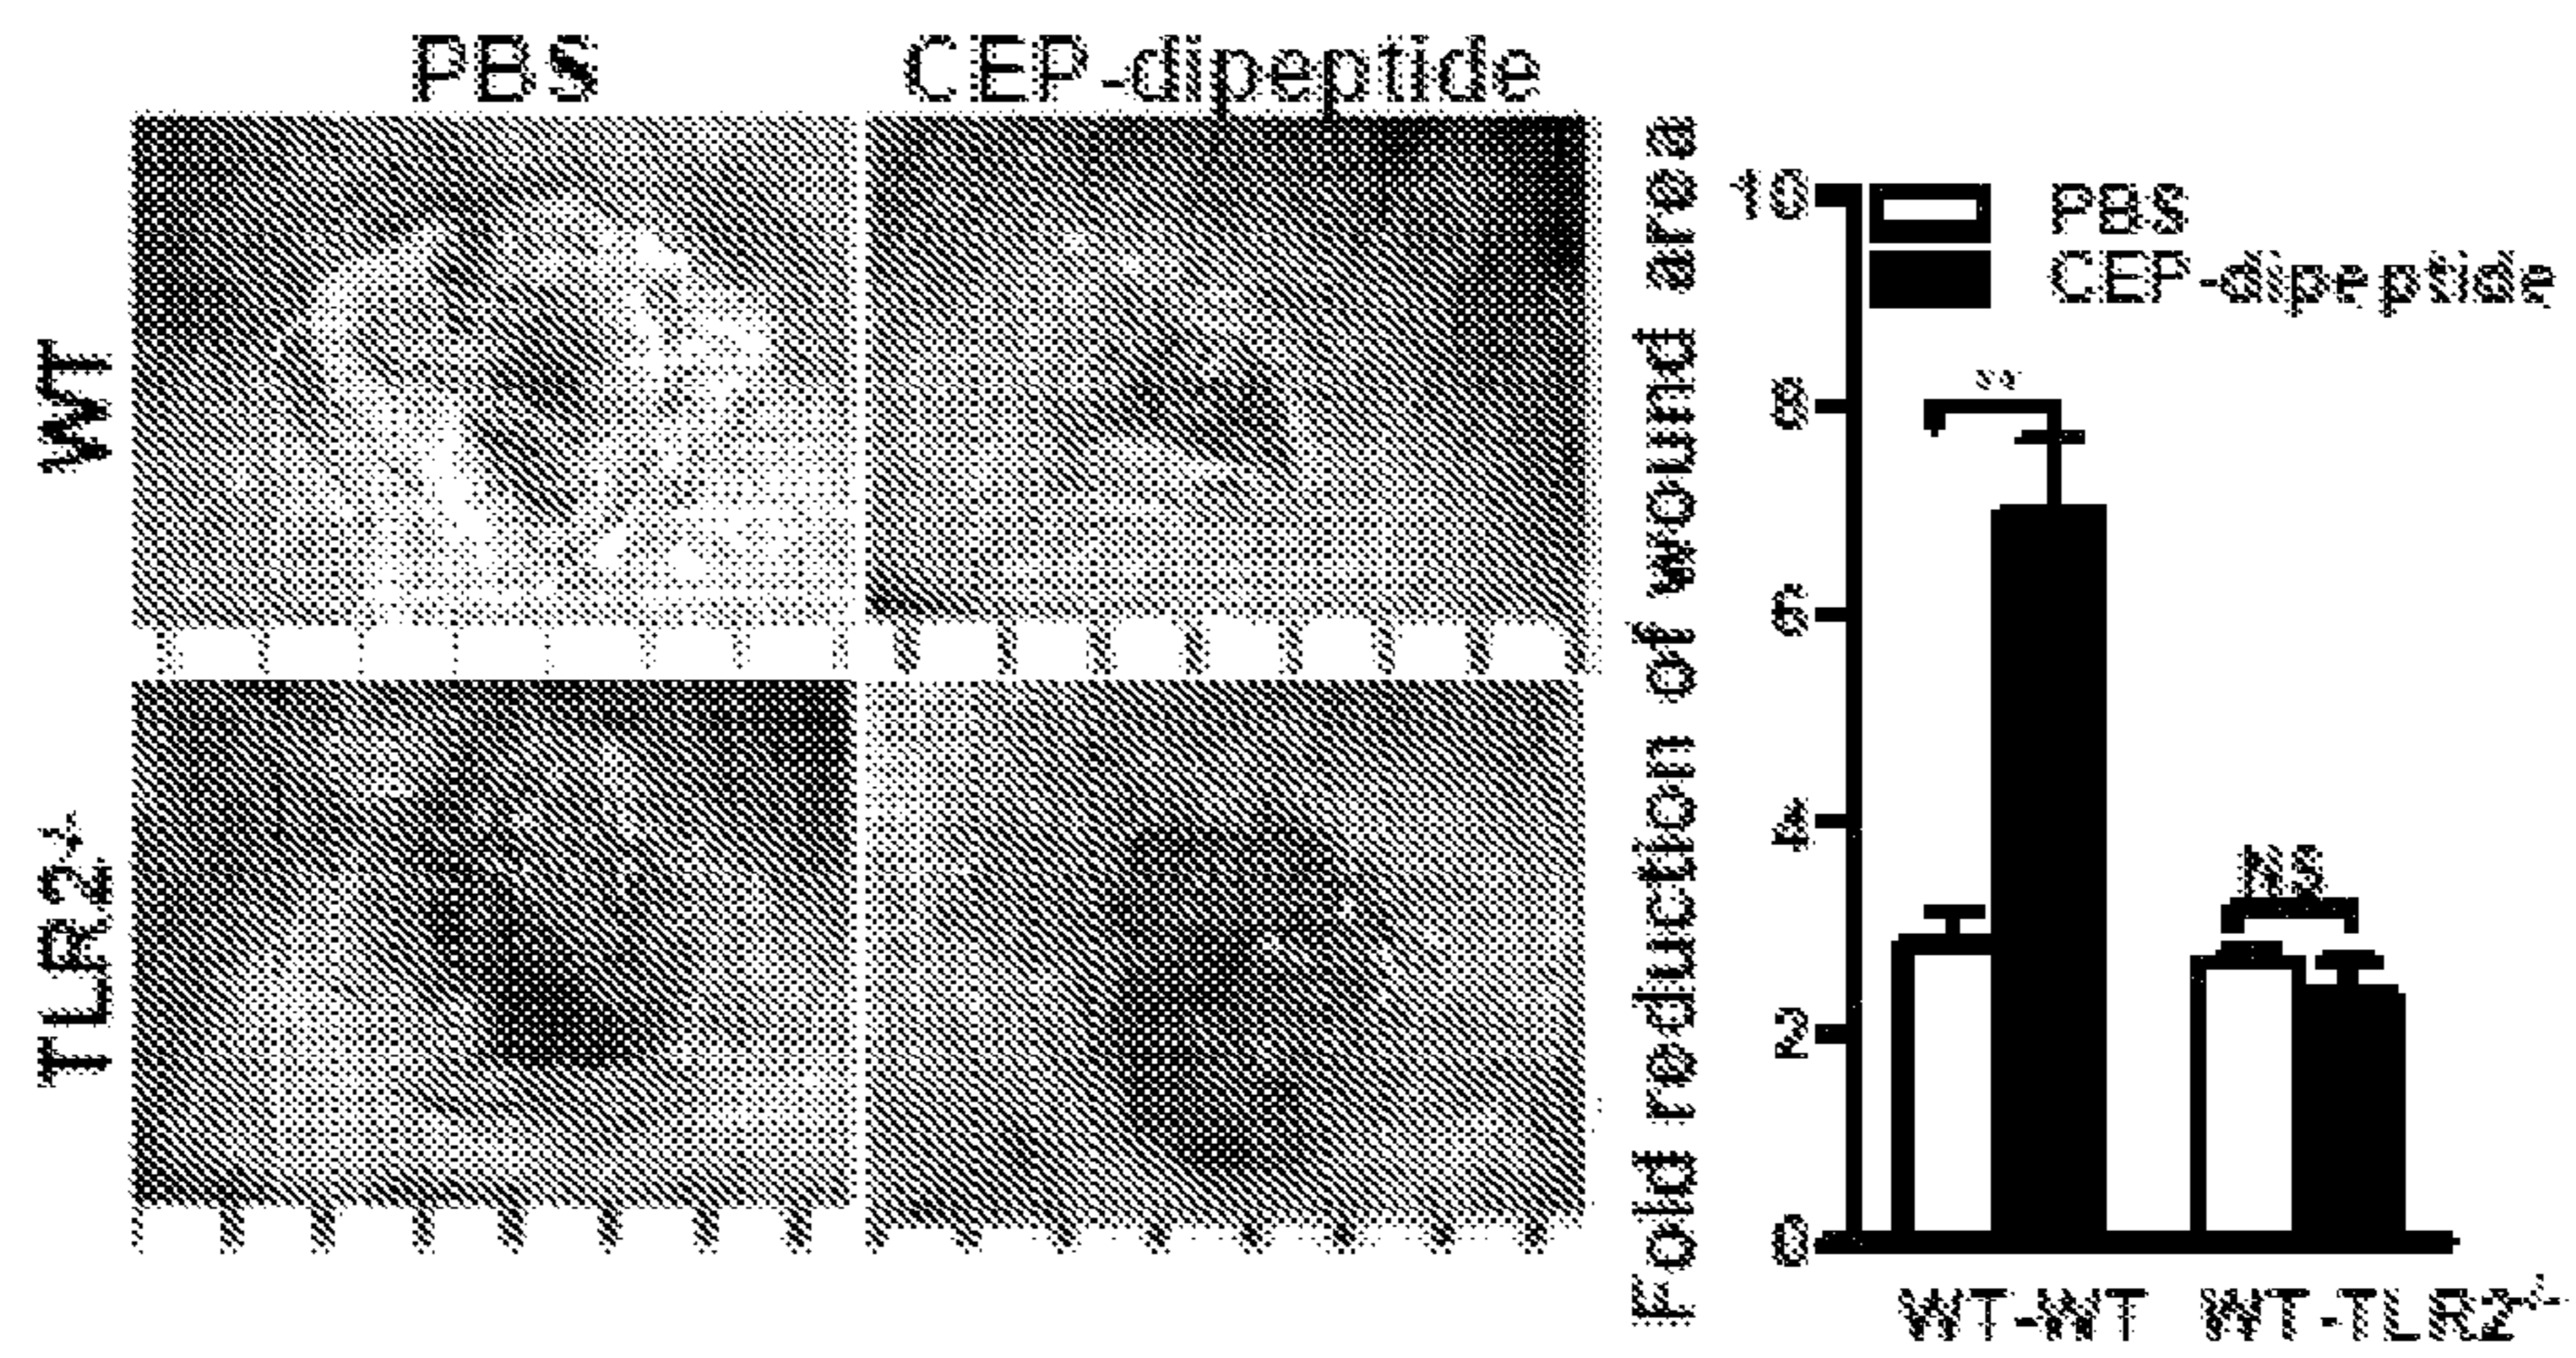 PBS CEP-dipeptide
WT
TLR2-/-
Fold reduction of wound area
10
8
6
4
2
0
PBS
CEP-dipeptide
**
NS
WT-WT WT-TLR2-/-